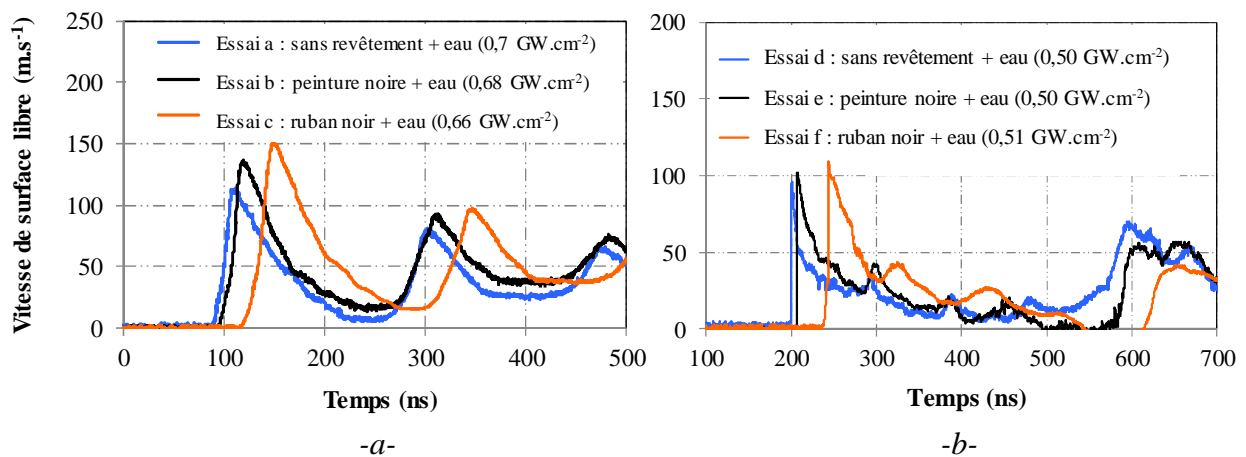 Vitesse de surface libre (m.s-1)
250
200
150
100
50
0
Essai a : sans revêtement + eau (0,7 GW.cm-2)
Essai b : peinture noire + eau (0,68 GW.cm-2)
Essai c : ruban noir + eau (0,66 GW.cm-2)
0 100 200 300 400 500
Temps (ns)
-a-
200
150
100
50
0
Essai d : sans revêtement + eau (0,50 GW.cm-2)
Essai e : peinture noire + eau (0,50 GW.cm-2)
Essai f : ruban noir + eau (0,51 GW.cm-2)
100 200 300 400 500 600 700
Temps (ns)
-b-